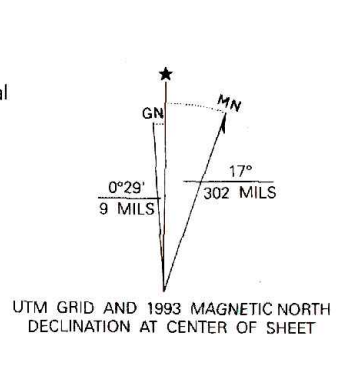 al
MN
GN
17°
302 MILS
0°29'
9 MILS
UTM GRID AND 1993 MAGNETIC NORTH
DECLINATION AT CENTER OF SHEET